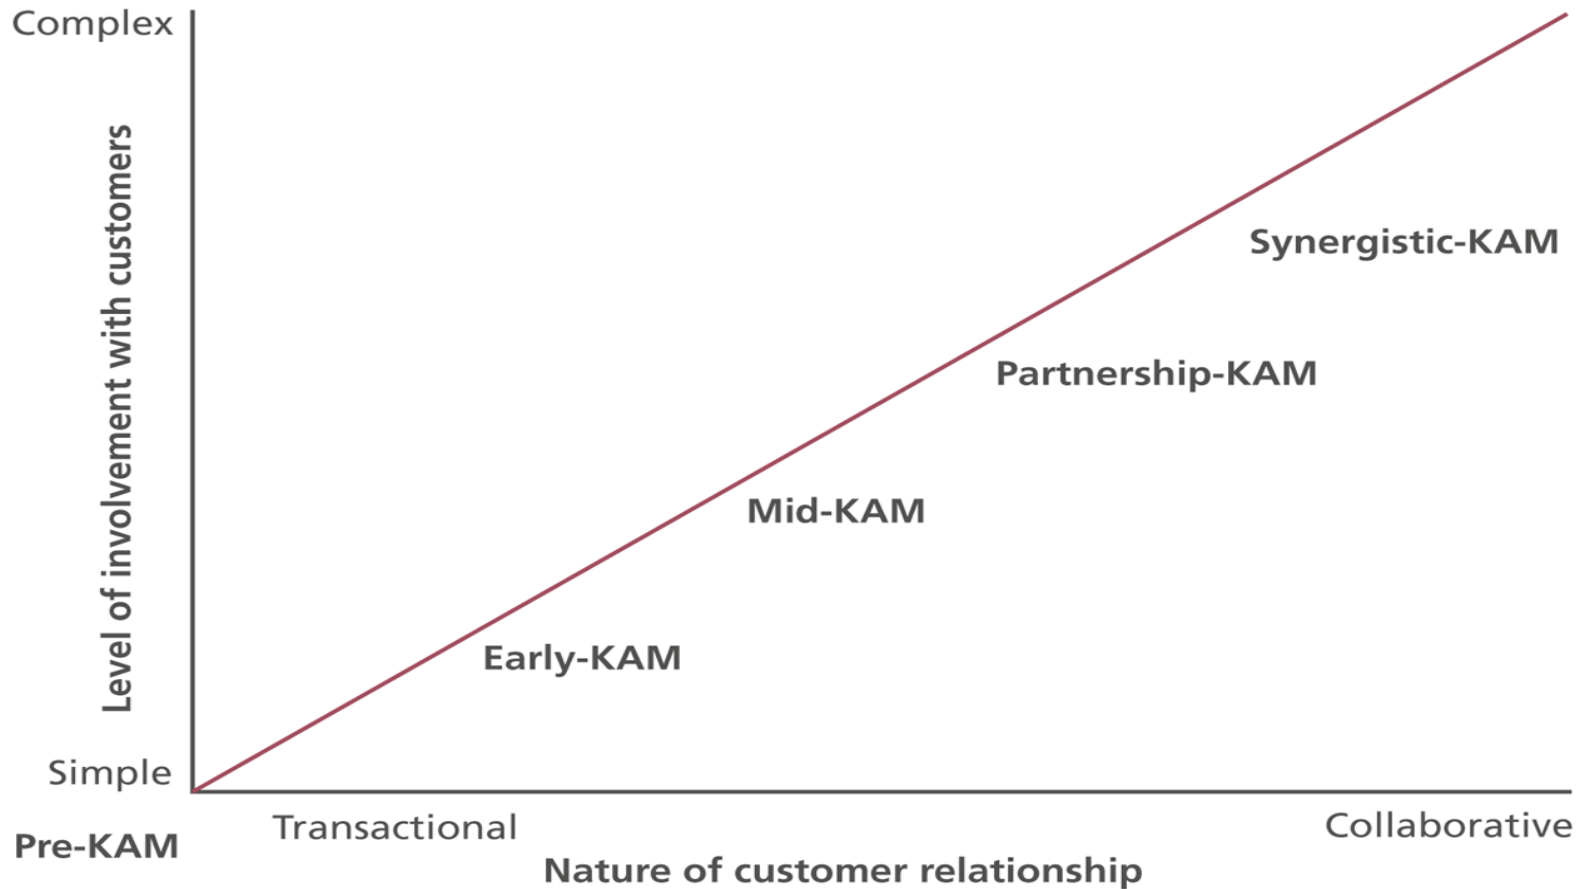 Complex
Level of involvement with customers
Synergistic-KAM
Partnership-KAM
Mid-KAM
Early-KAM
Simple
Pre-KAM
Transactional
Collaborative
Nature of customer relationship